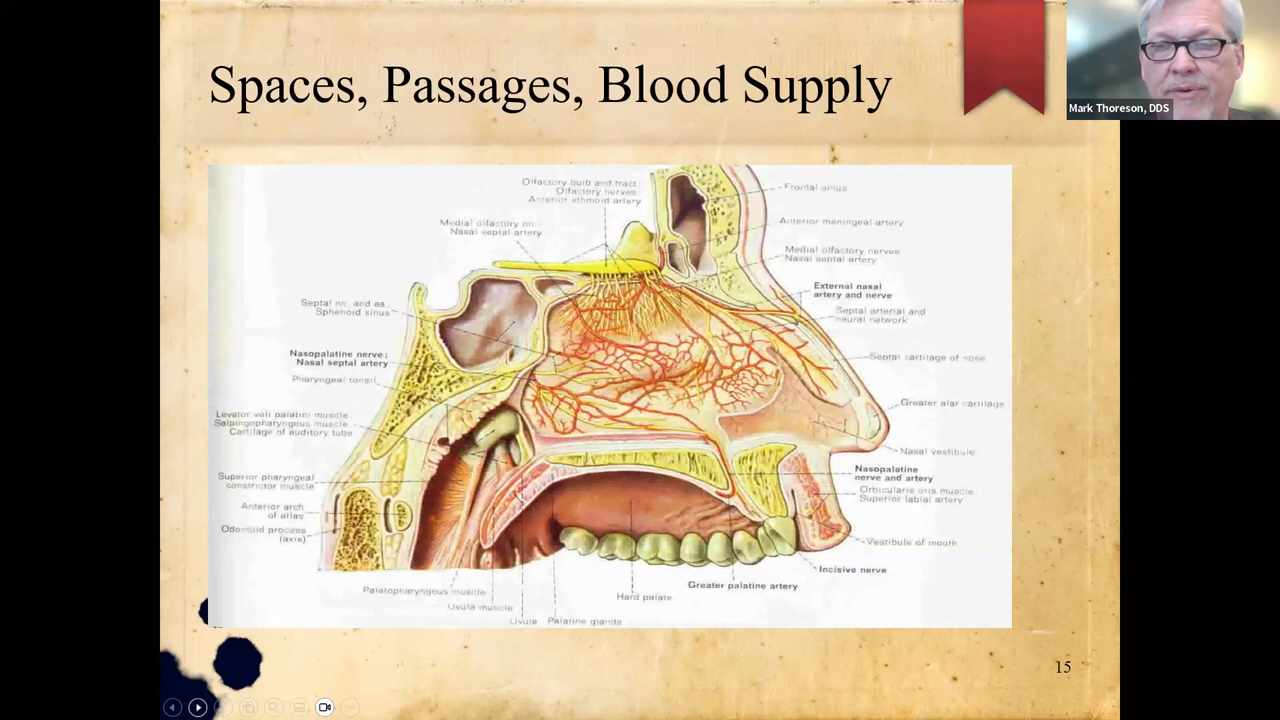 Spaces, Passages, Blood Supply
Mark Thoreson, DDS
Olfactory bulb and tract;
Olfactory nerves;
Anterior ethmoid artery
Medial olfactory nn.;
Nasal septal artery
Septal nn. and aa.
Sphenoid sinus
Nasopalatine nerve;
Nasal septal artery
Pharyngeal tonsil
Levator veli palatini muscle
Salpingopharyngeus muscle
Cartilage of auditory tube
Superior pharyngeal
constrictor muscle
Anterior arch
of atlas
Odontoid process
(axis)
Palatopharyngeus muscle
Uvula muscle
Uvula
Palatine glands
Hard palate
Greater palatine artery
Frontal sinus
Anterior meningeal artery
Medial olfactory nerves
Nasal septal artery
External nasal
artery and nerve
Septal arterial and
neural network
Septal cartilage of nose
Greater alar cartilage
Nasal vestibule
Nasopalatine
nerve and artery
Orbicularis oris muscle
Superior labial artery
Vestibule of mouth
Incisive nerve
15